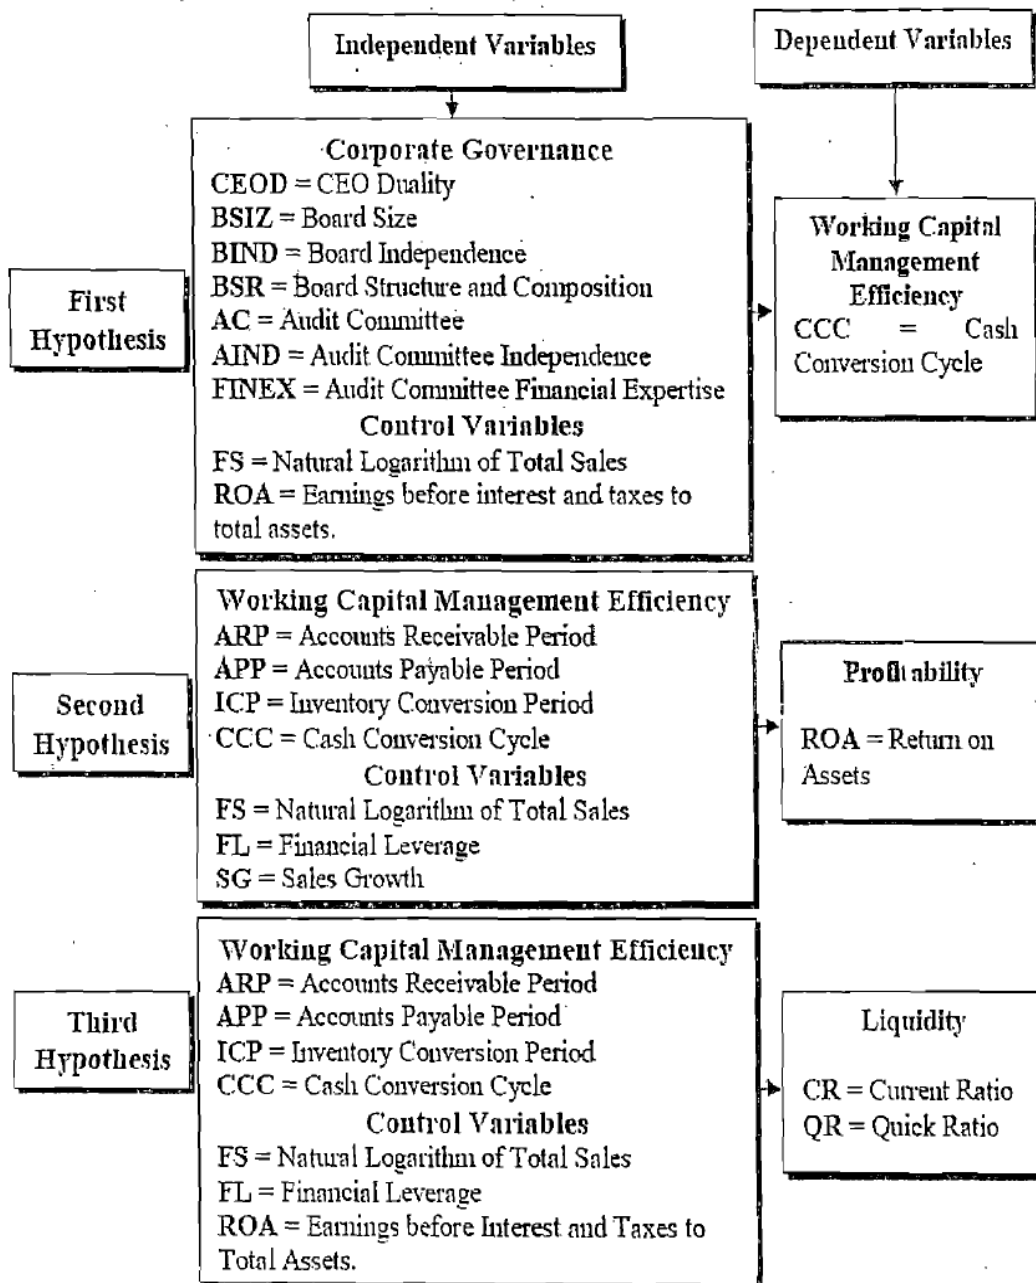 Independent Variables
Dependent Variables
First
Hypothesis
Corporate Governance
CEOD = CEO Duality
BSIZ = Board Size
BIND = Board Independence
BSR = Board Structure and Composition
AC = Audit Committee
AIND = Audit Committee Independence
FINEX = Audit Committee Financial Expertise
Control Variables
FS = Natural Logarithm of Total Sales
ROA = Earnings before interest and taxes to
total assets.
Working Capital
Management
Efficiency
CCC = Cash
Conversion Cycle
Second
Hypothesis
Working Capital Management Efficiency
ARP = Accounts Receivable Period
APP = Accounts Payable Period
ICP = Inventory Conversion Period
CCC = Cash Conversion Cycle
Control Variables
FS = Natural Logarithm of Total Sales
FL = Financial Leverage
SG = Sales Growth
Profitability
ROA = Return on
Assets
Third
Hypothesis
Working Capital Management Efficiency
ARP = Accounts Receivable Period
APP = Accounts Payable Period
ICP = Inventory Conversion Period
CCC = Cash Conversion Cycle
Control Variables
FS = Natural Logarithm of Total Sales
FL = Financial Leverage
ROA = Earnings before Interest and Taxes to
Total Assets.
Liquidity
CR = Current Ratio
QR = Quick Ratio